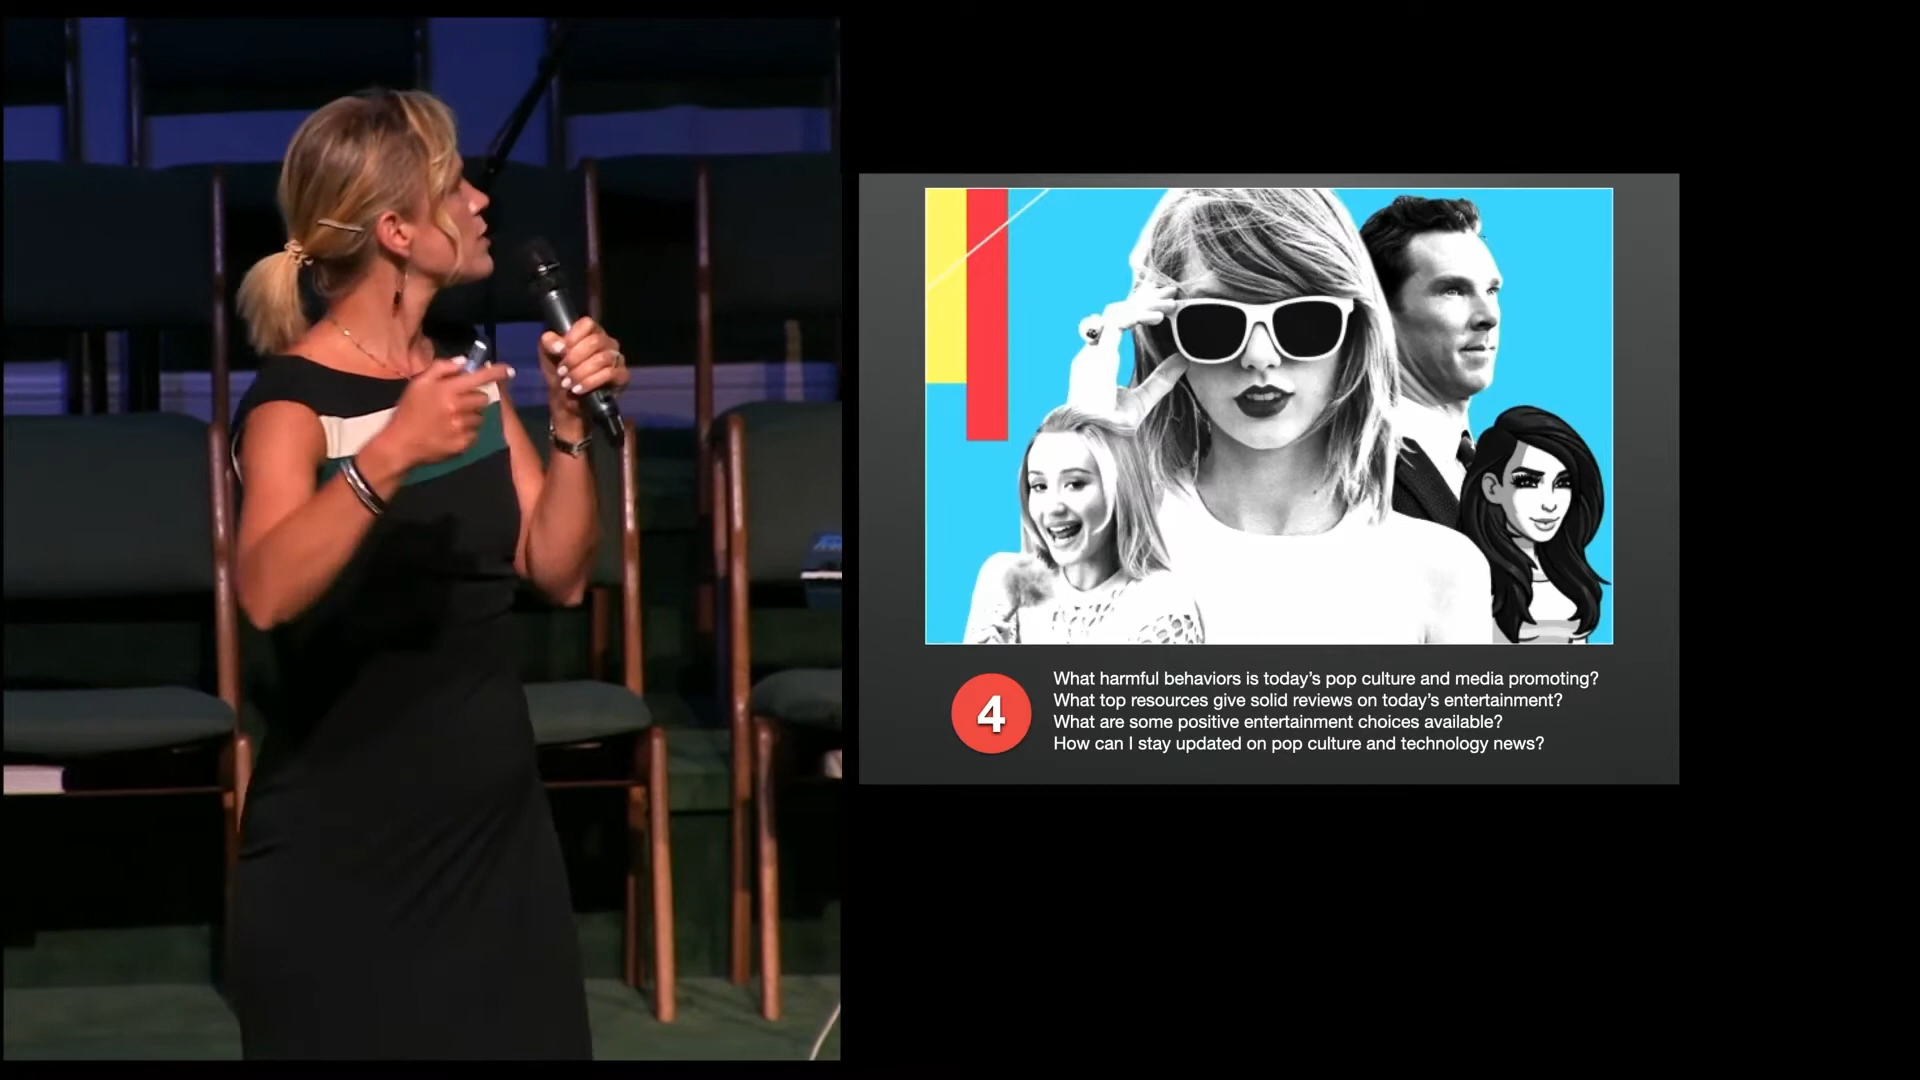 4
What harmful behaviors is today's pop culture and media promoting?
What top resources give solid reviews on today's entertainment?
What are some positive entertainment choices available?
How can I stay updated on pop culture and technology news?